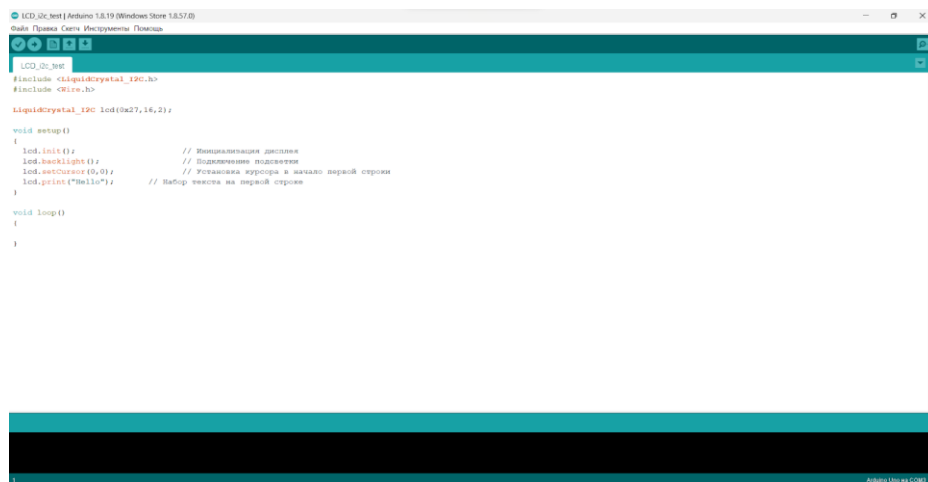 LCD_i2c_test | Arduino 1.8.19 (Windows Store 1.8.57.0)
Файл Правка Скетч Инструменты Помощь
LCD_i2c_test
#include <LiquidCrystal_I2C.h>
#include <Wire.h>
LiquidCrystal_I2C lcd(0x27,16,2);
void setup()
{
lcd.init(); // Инициализация дисплея
lcd.backlight(); // Подключение подсветки
lcd.setCursor(0,0); // Установка курсора в начало первой строки
lcd.print("Hello"); // Набор текста на первой строке
}
void loop()
{
}
1 Arduino Uno на COM3